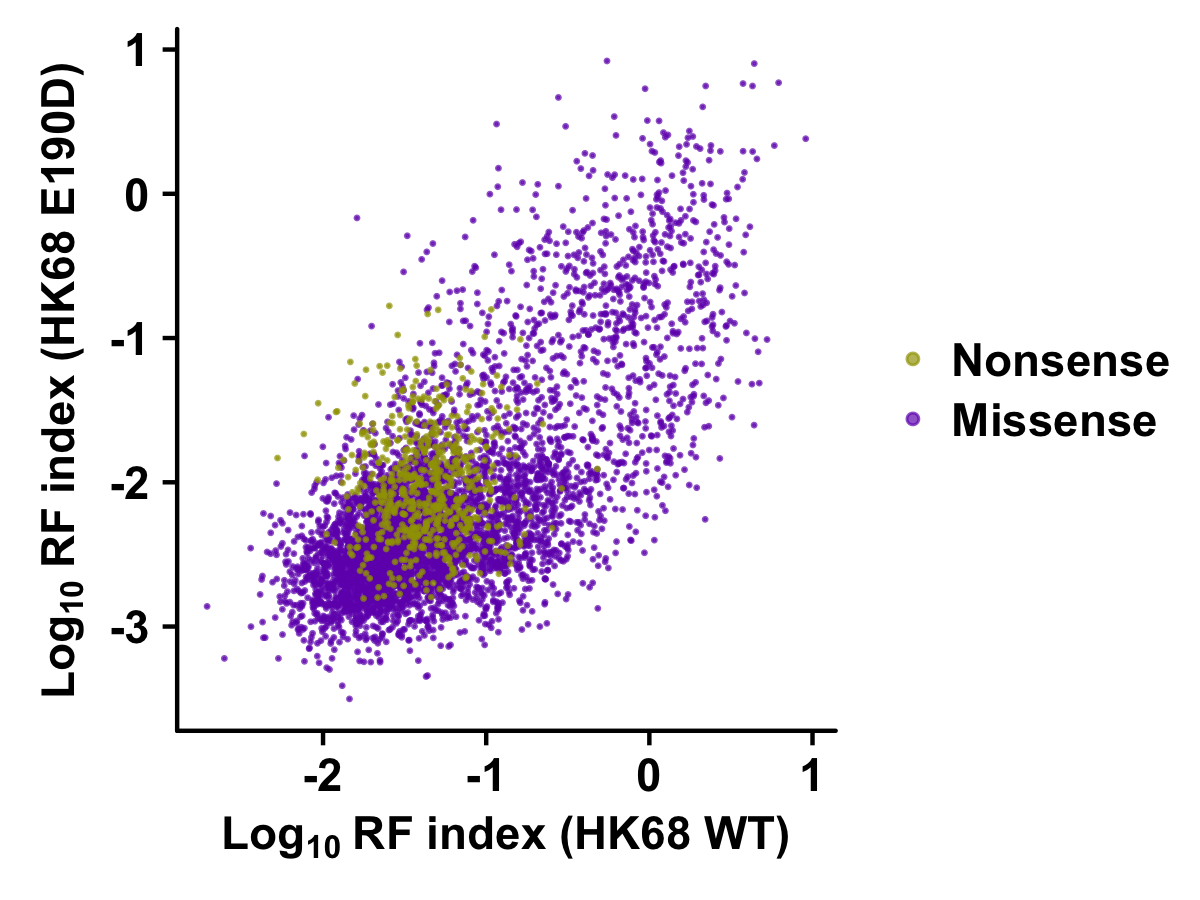 Log₁₀ RF index (HK68 E190D)
1
0
-1
-2
-3
-2
-1
0
1
Log₁₀ RF index (HK68 WT)
Nonsense
Missense